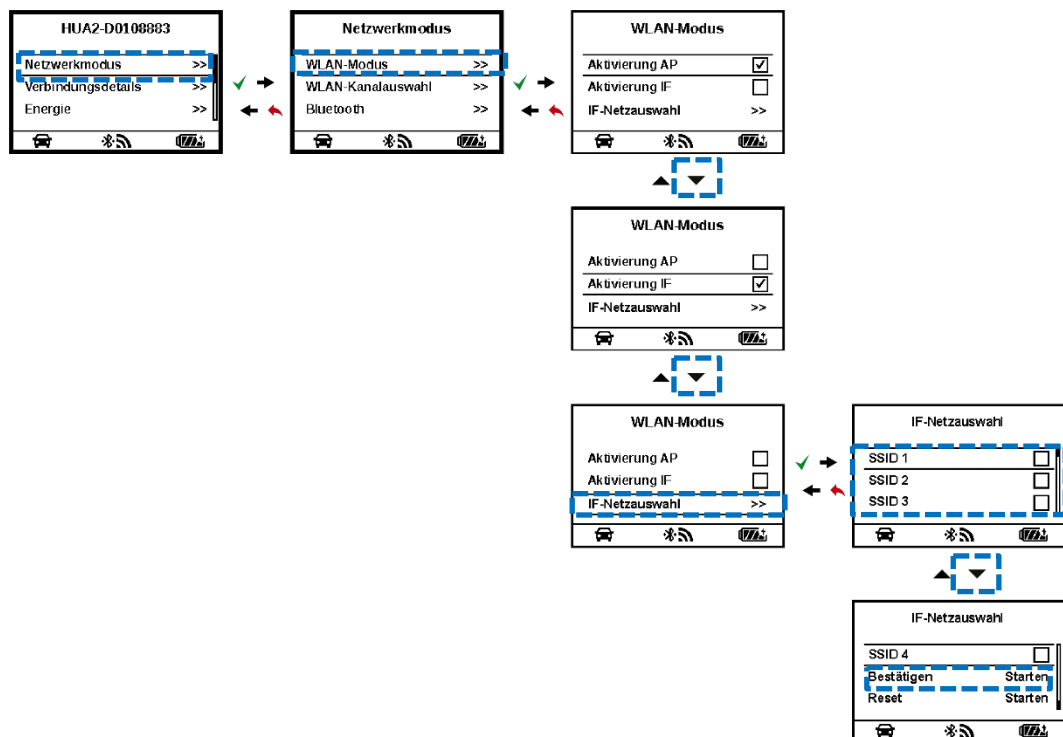 HUA2-D0108883
Netzwerkmodus >>
Verbindungsdetails >>
Energie >>
Netzwerkmodus
WLAN-Modus >>
WLAN-Kanalauswahl >>
Bluetooth >>
WLAN-Modus
Aktivierung AP
Aktivierung IF
IF-Netzauswahl >>
WLAN-Modus
Aktivierung AP
Aktivierung IF
IF-Netzauswahl >>
WLAN-Modus
Aktivierung AP
Aktivierung IF
IF-Netzauswahl >>
IF-Netzauswahl
SSID 1
SSID 2
SSID 3
IF-Netzauswahl
SSID 4
Bestätigen Starten
Reset Starten